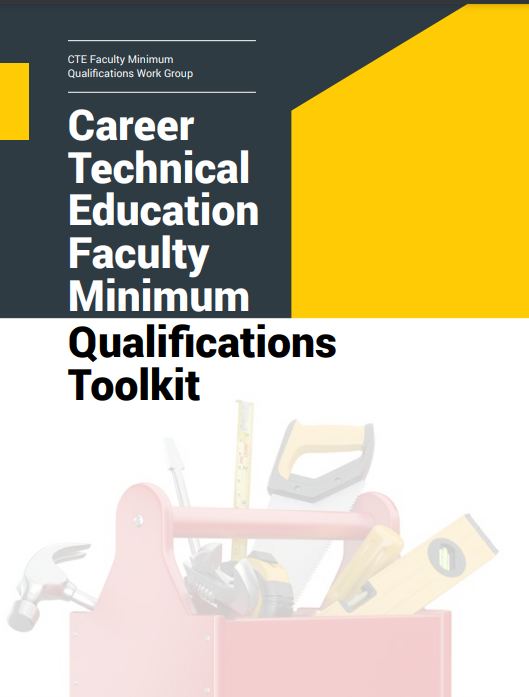 CTE Faculty Minimum
Qualifications Work Group
Career
Technical
Education
Faculty
Minimum
Qualifications
Toolkit